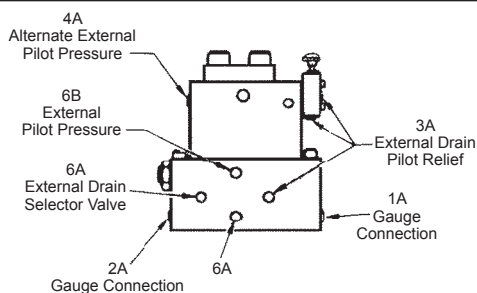 4A
Alternate External
Pilot Pressure
6B
External
Pilot Pressure
6A
External Drain
Selector Valve
2A
Gauge Connection
6A
3A
External Drain
Pilot Relief
1A
Gauge
Connection